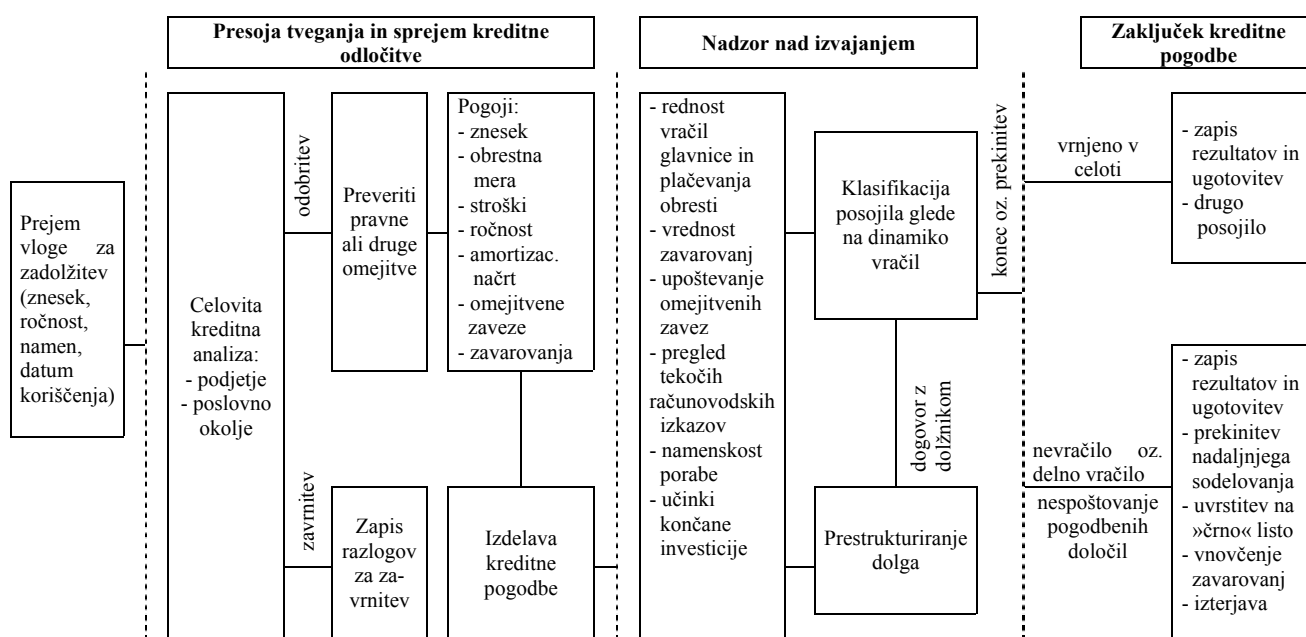 Presoja tveganja in sprejem kreditne
odločitve
Nadzor nad izvajanjem
Zaključek kreditne
pogodbe
Prejem
vloge za
zadolžitev
(znesek,
ročnost,
namen,
datum
koriščenja)
Celovita
kreditna
analiza:
- podjetje
- poslovno
okolje
odobritev
zavrnitev
Preveriti
pravne
ali druge
omejitve
Zapis
razlogov
za za-
vrnitev
Pogoji:
- znesek
- obrestna
mera
- stroški
- ročnost
- amortizac.
načrt
- omejitvene
zaveze
- zavarovanja
Izdelava
kreditne
pogodbe
- rednost
vračil
glavnice in
plačevanja
obresti
- vrednost
zavarovanj
- upoštevanje
omejitvenih
zavez
- pregled
tekočih
računovodskih
izkazov
- namenskost
porabe
- učinki
končane
investicije
Klasifikacija
posojila glede
na dinamiko
vračil
dogovor z
dolžnikom
Prestrukturiranje
dolga
konec oz. prekinitev
vrnjeno v
celoti
- zapis
rezultatov in
ugotovitev
- drugo
posojilo
nevračilo oz.
delno vračilo
nespoštovanje
pogodbenih
določil
- zapis
rezultatov in
ugotovitev
- prekinitev
nadaljnjega
sodelovanja
- uvrstitev na
»črno« listo
- vnovčenje
zavarovanj
- izterjava